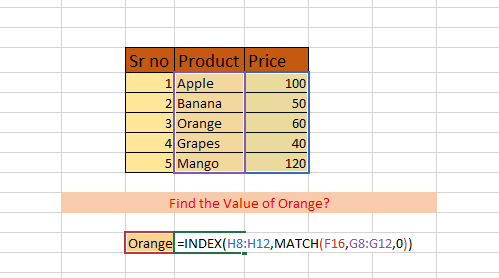 Sr no Product Price
1 Apple 100
2 Banana 50
3 Orange 60
4 Grapes 40
5 Mango 120
Find the Value of Orange?
Orange =INDEX(H8:H12,MATCH(F16,G8:G12,0))